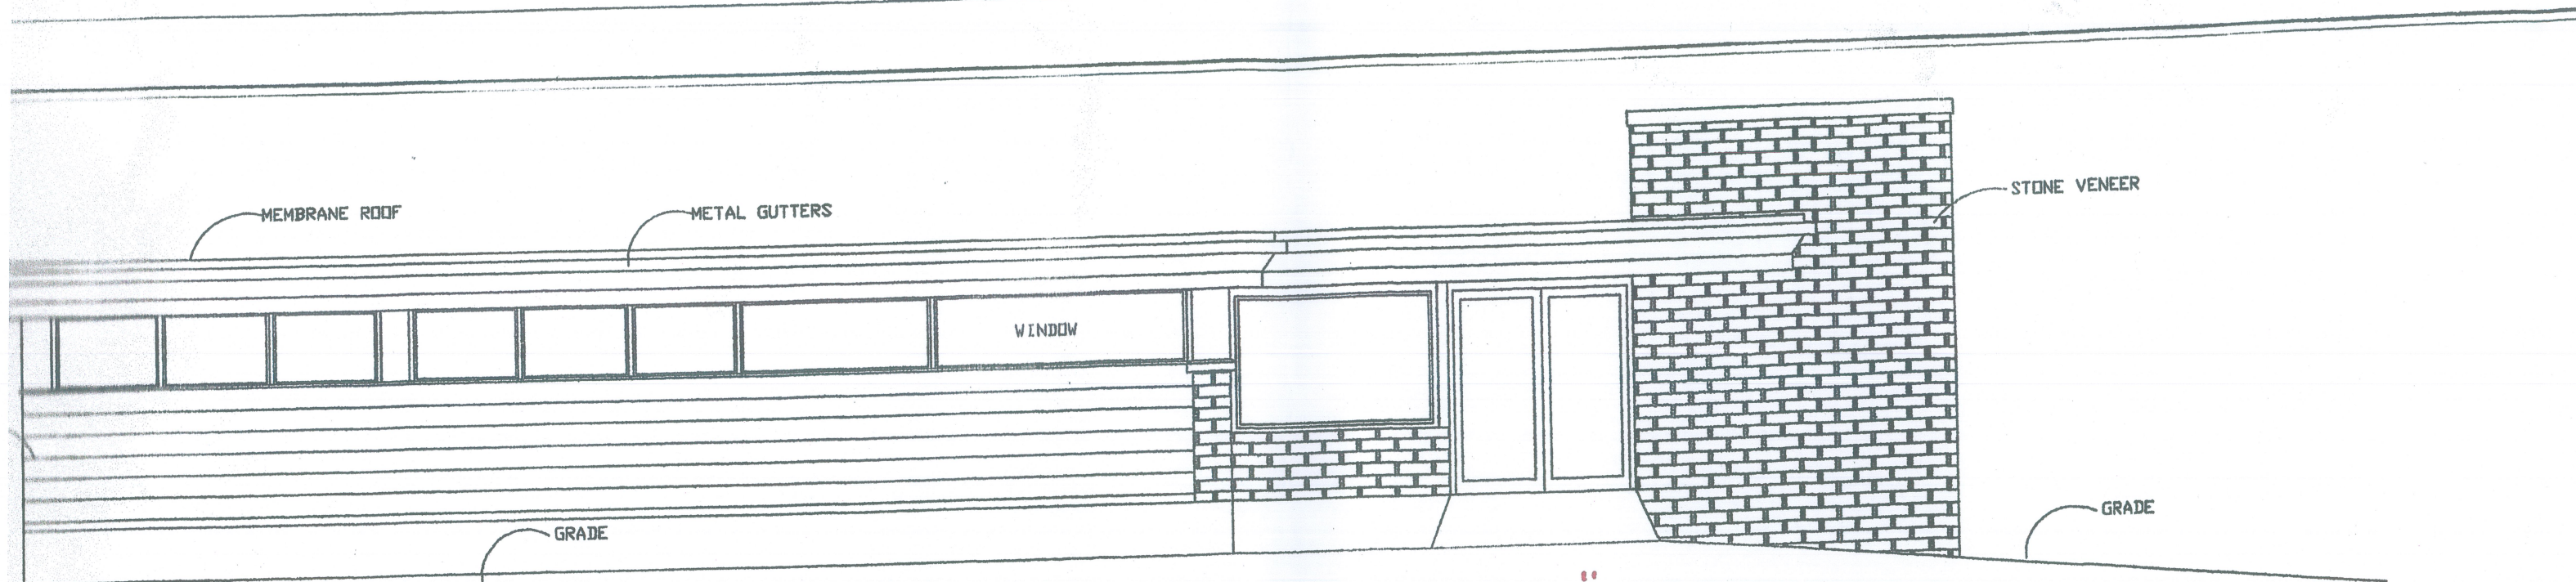 STONE VENEER
MEMBRANE ROOF
METAL GUTTERS
WINDOW
GRADE
GRADE